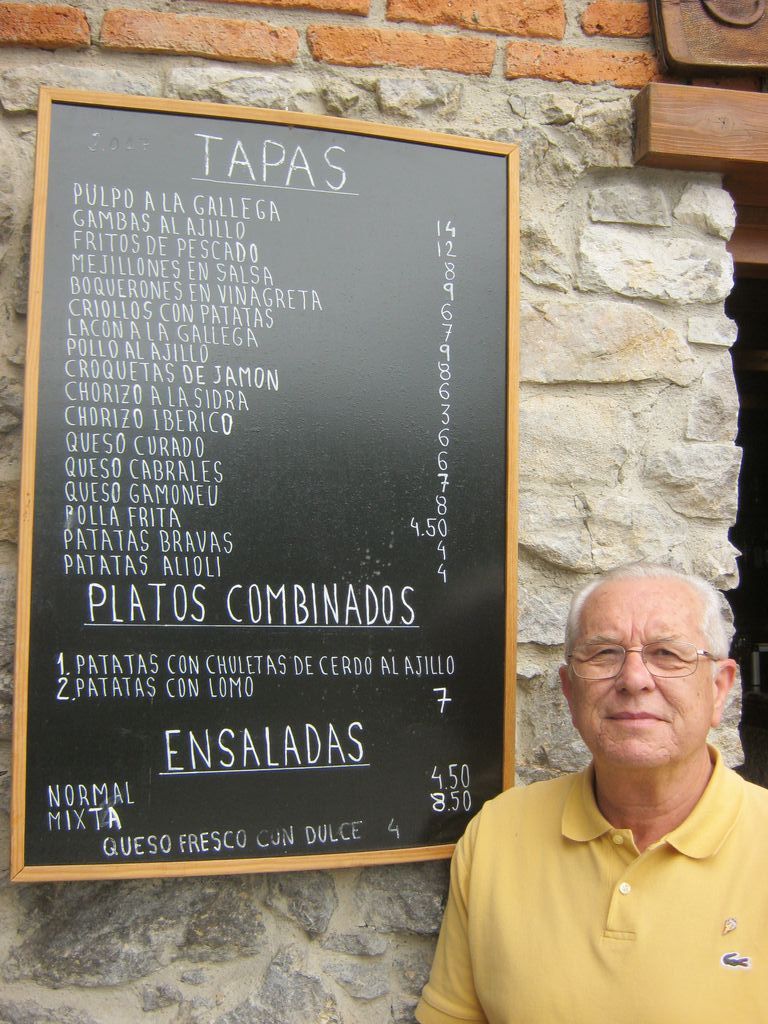 TAPAS
PULPO A LA GALLEGA 14
GAMBAS AL AJILLO 12
FRITOS DE PESCADO 8
MEJILLONES EN SALSA 9
BOQUERONES EN VINAGRETA 6
CRIOLLOS CON PATATAS 7
LACON A LA GALLEGA 9
POLLO AL AJILLO 8
CROQUETAS DE JAMON 6
CHORIZO A LA SIDRA 3
CHORIZO IBERICO 6
QUESO CURADO 6
QUESO CABRALES 7
QUESO GAMONEU 8
POLLA FRITA 4.50
PATATAS BRAVAS 4
PATATAS ALIOLI 4
PLATOS COMBINADOS
1. PATATAS CON CHULETAS DE CERDO AL AJILLO
2. PATATAS CON LOMO 7
ENSALADAS
NORMAL 4.50
MIXTA 8.50
QUESO FRESCO CON DULCE 4